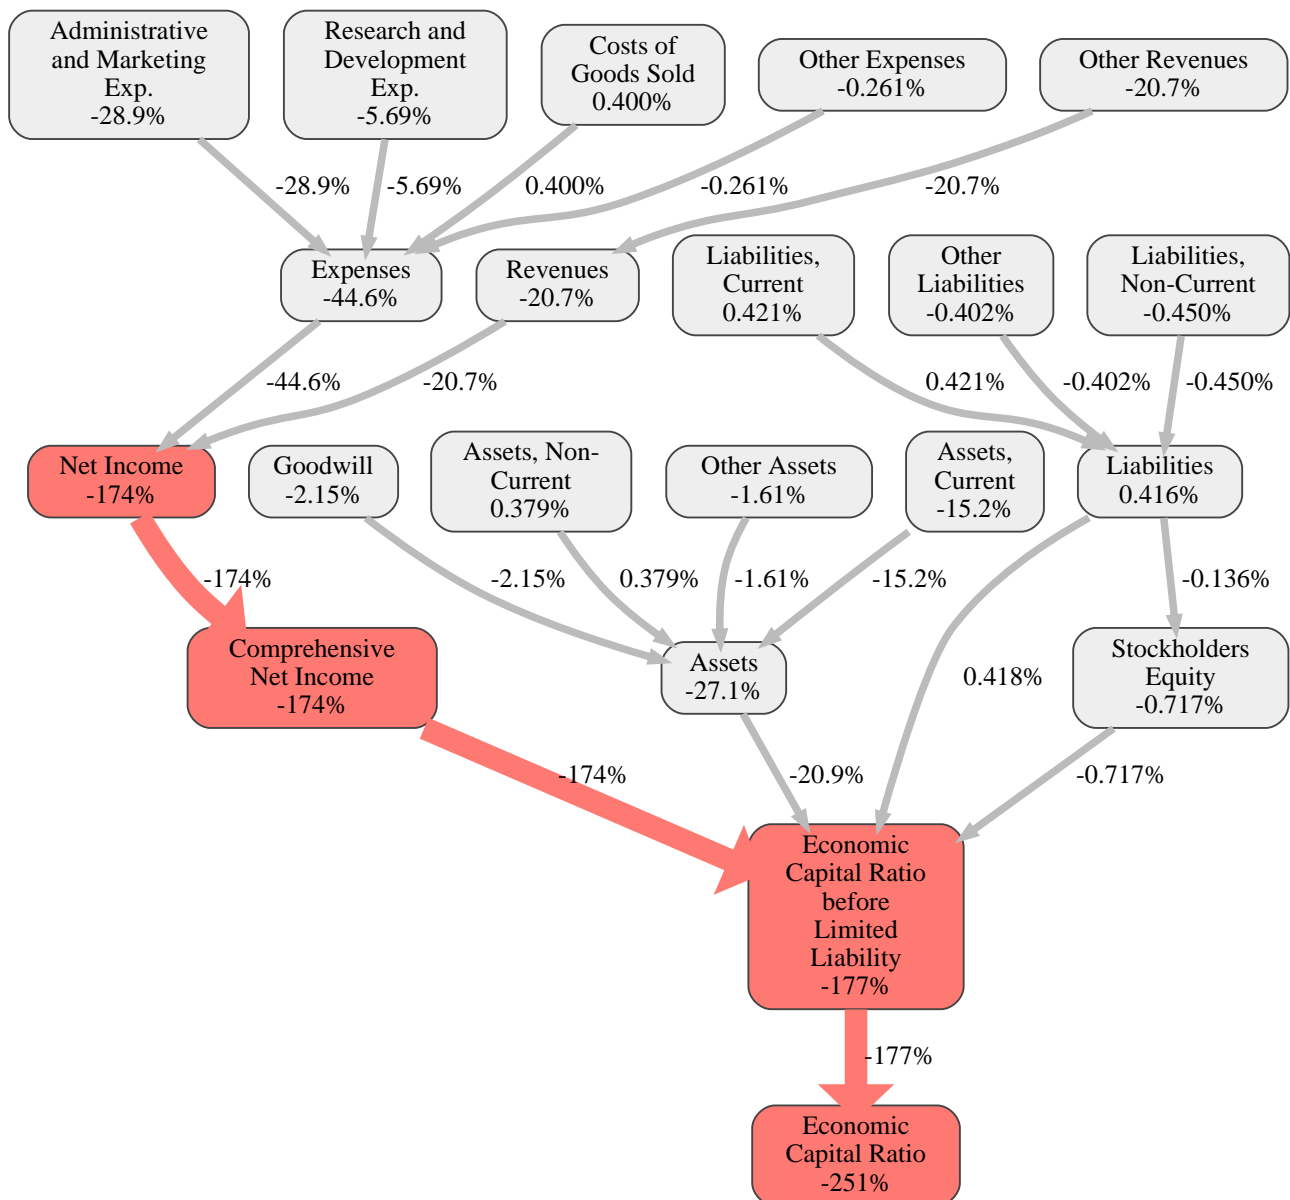 Administrative
and Marketing
Exp.
-28.9%
Research and
Development
Exp.
-5.69%
Costs of
Goods Sold
0.400%
Other Expenses
-0.261%
Other Revenues
-20.7%
-28.9%
-5.69%
0.400%
-0.261%
-20.7%
Expenses
-44.6%
Revenues
-20.7%
Liabilities,
Current
0.421%
Other
Liabilities
-0.402%
Liabilities,
Non-Current
-0.450%
-44.6%
-20.7%
0.421%
-0.402%
-0.450%
Net Income
-174%
Goodwill
-2.15%
Assets, Non-
Current
0.379%
Other Assets
-1.61%
Assets,
Current
-15.2%
Liabilities
0.416%
-174%
-2.15%
0.379%
-1.61%
-15.2%
-0.136%
Comprehensive
Net Income
-174%
Assets
-27.1%
0.418%
Stockholders
Equity
-0.717%
-174%
-20.9%
-0.717%
Economic
Capital Ratio
before
Limited
Liability
-177%
-177%
Economic
Capital Ratio
-251%